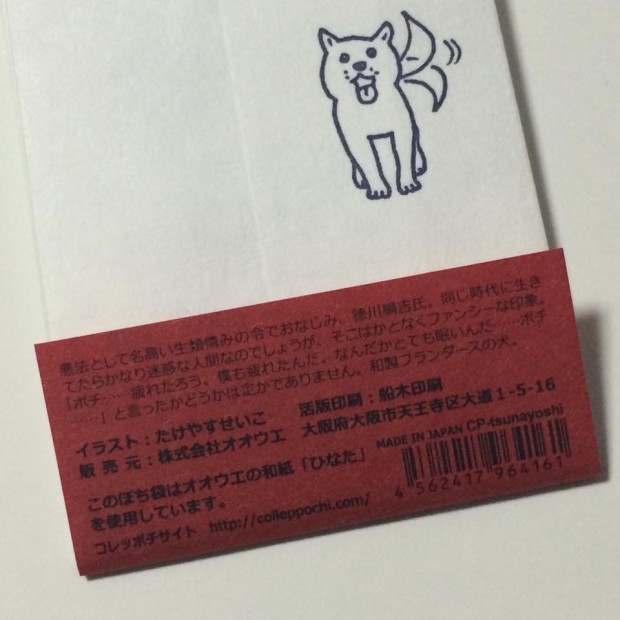 悪法として名高い生類憐みの令でおなじみ、徳川綱吉氏。同じ時代に生き
てたらかなり迷惑な人間なのでしょうが、そこはかとなくファンシーな印象。
「ポチ……疲れたろう。僕も疲れたんだ。なんだかとても眠いんだ……ポチ
……」と言ったかどうかは定かでありません。和製フランダースの犬。
イラスト：たけやすせいこ 活版印刷：船木印刷
販売元：株式会社オオウエ 大阪府大阪市天王寺区大道1-5-16
このぽち袋はオオウエの和紙「ひなた」
を使用しています。
コレッポチサイト http://colleppochi.com/
MADE IN JAPAN CP-tsunayoshi
4562417964161